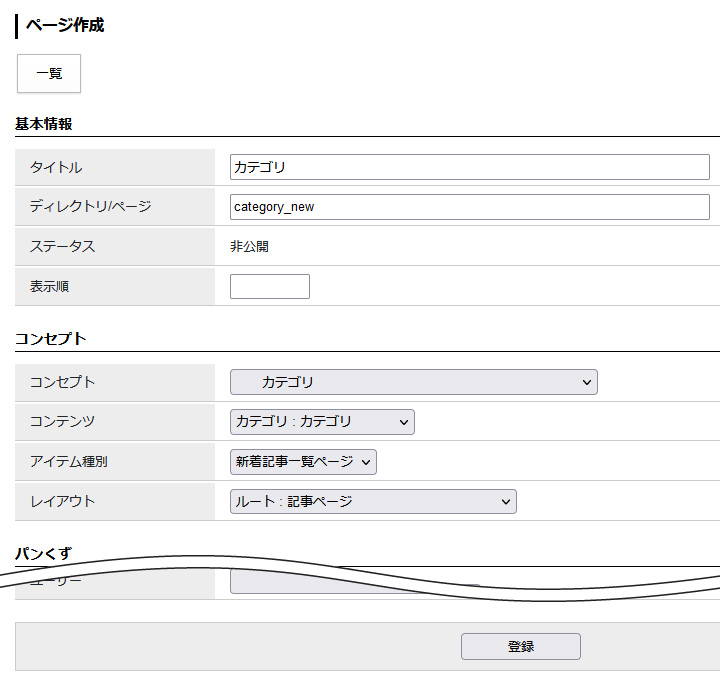 ページ作成
一覧
基本情報
タイトル カテゴリ
ディレクトリ/ページ category_new
ステータス 非公開
表示順
コンセプト
コンセプト カテゴリ
コンテンツ カテゴリ : カテゴリ
アイテム種別 新着記事一覧ページ
レイアウト ルート : 記事ページ
パンくず
ユーザー
登録